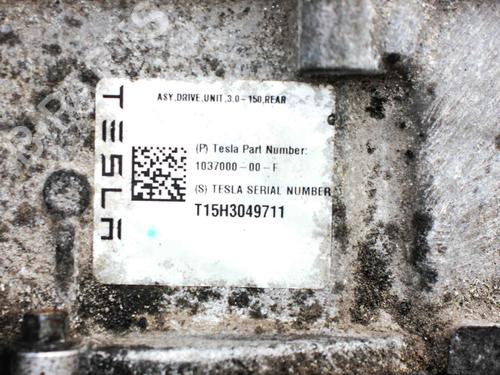 TESLA
ASY,DRIVE,UNIT,3.0-150,REAR
(P) Tesla Part Number:
1037000-00-F
(S) TESLA SERIAL NUMBER
T15H3049711